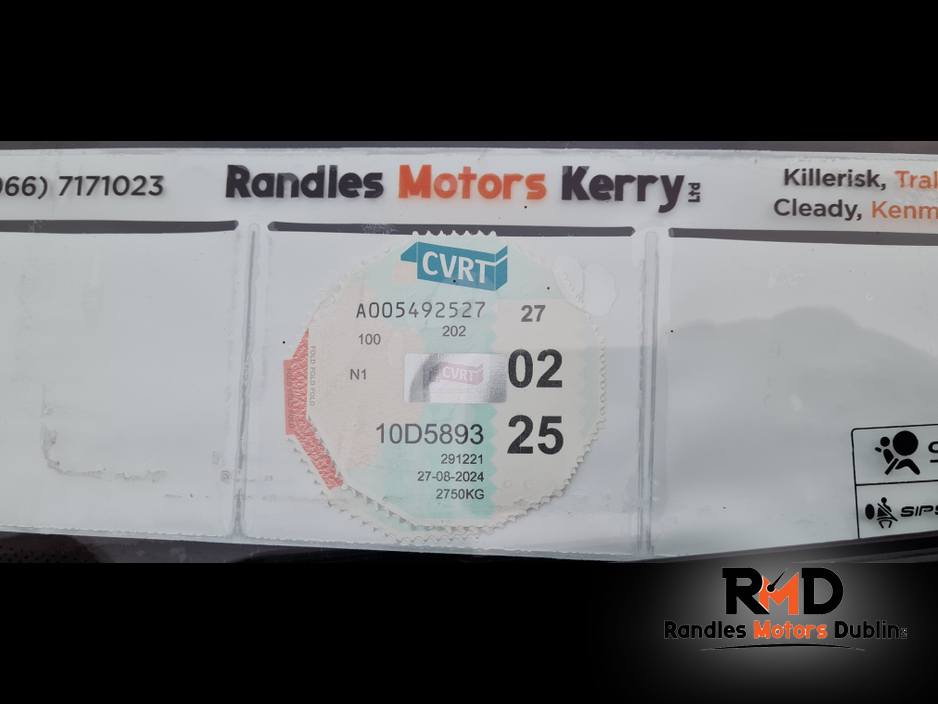 066) 7171023
Randles Motors Kerry Ltd
Killerisk, Tral
Cleady, Kenm
CVRT
A005492527
27
100
202
N1
CVRT
02
FOLD FOLD FOLD
10D5893
25
291221
27-08-2024
2750KG
SIPS
RMD
Randles Motors Dublin